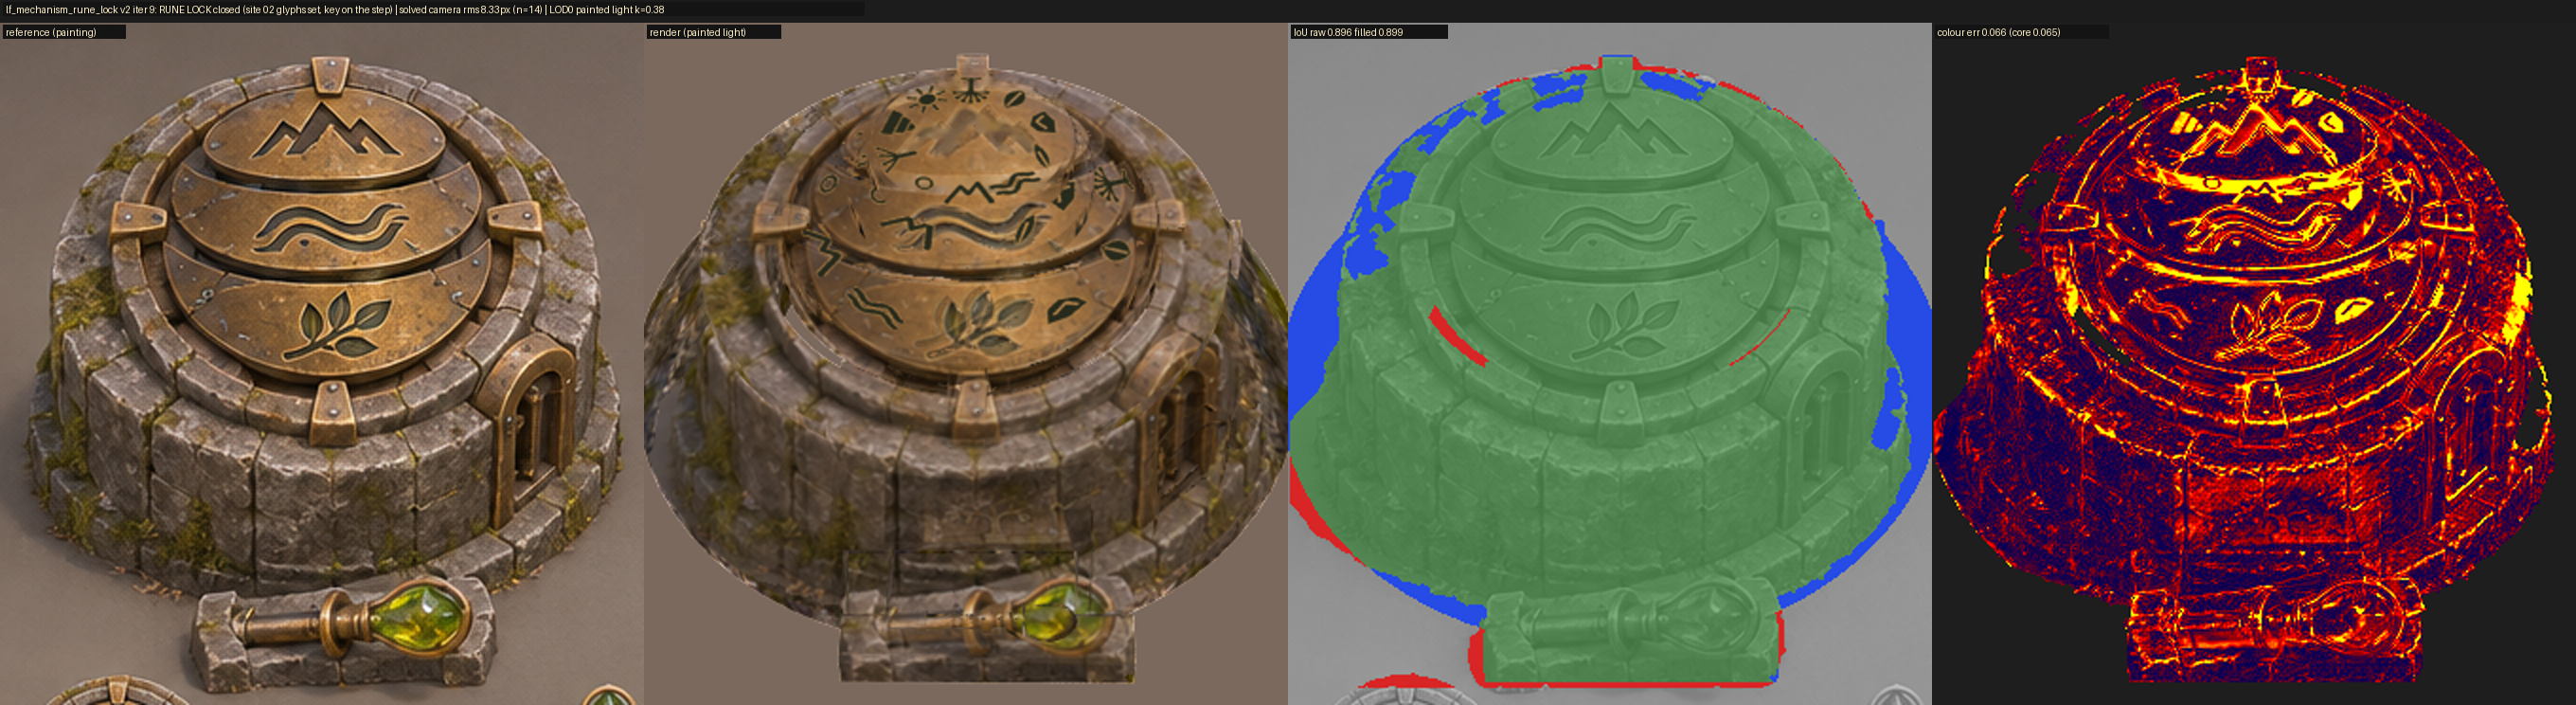 lf_mechanism_rune_lock v2 iter 9: RUNE LOCK closed (site 02 glyphs set, key on the step) | solved camera rms 8.33px (n=14) | LOD0 painted light k=0.38
reference (painting)
render (painted light)
IoU raw 0.896 filled 0.899
colour err 0.066 (core 0.065)